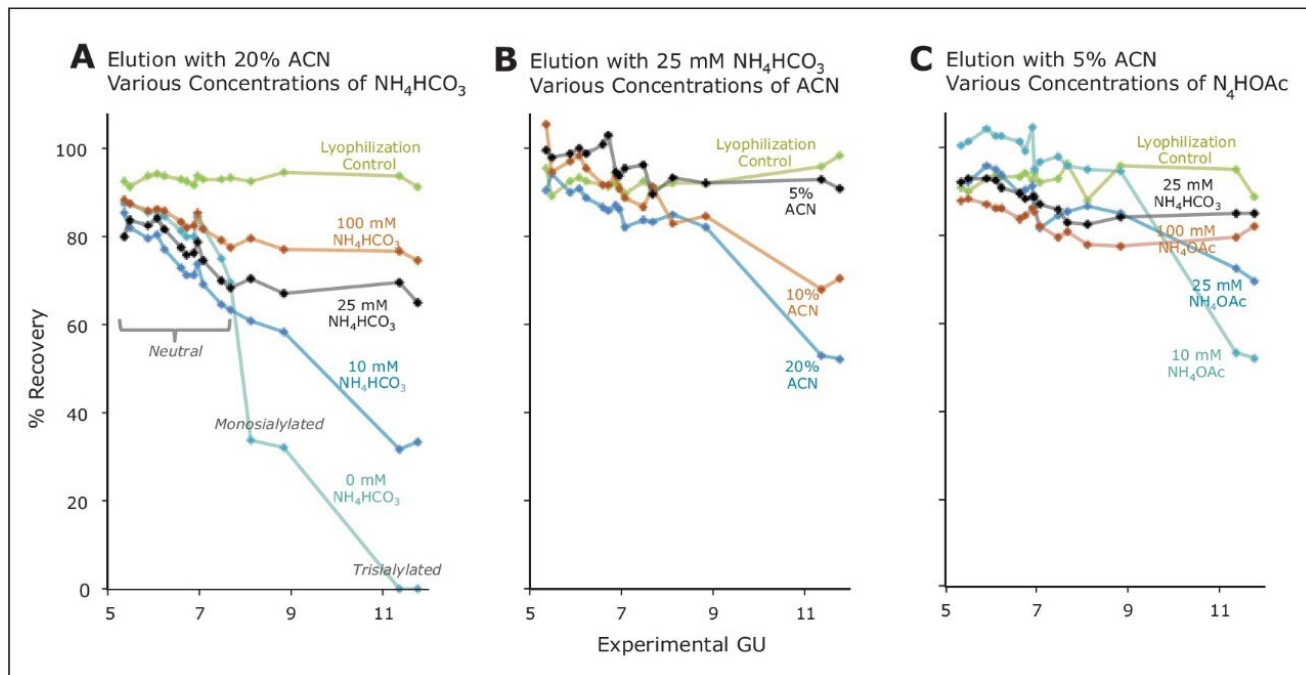 A Elution with 20% ACN
Various Concentrations of NH₄HCO₃
B Elution with 25 mM NH₄HCO₃
Various Concentrations of ACN
C Elution with 5% ACN
Various Concentrations of N₄HOAc
% Recovery
100
80
60
40
20
0
Lyophilization
Control
100 mM
NH₄HCO₃
25 mM
NH₄HCO₃
Neutral
10 mM
NH₄HCO₃
Monosialylated
0 mM
NH₄HCO₃
Trisialylated
5
7
9
11
Lyophilization
Control
5%
ACN
10%
ACN
20%
ACN
5
7
9
11
Lyophilization
Control
25 mM
NH₄HCO₃
100 mM
NH₄OAc
25 mM
NH₄OAc
10 mM
NH₄OAc
5
7
9
11
Experimental GU